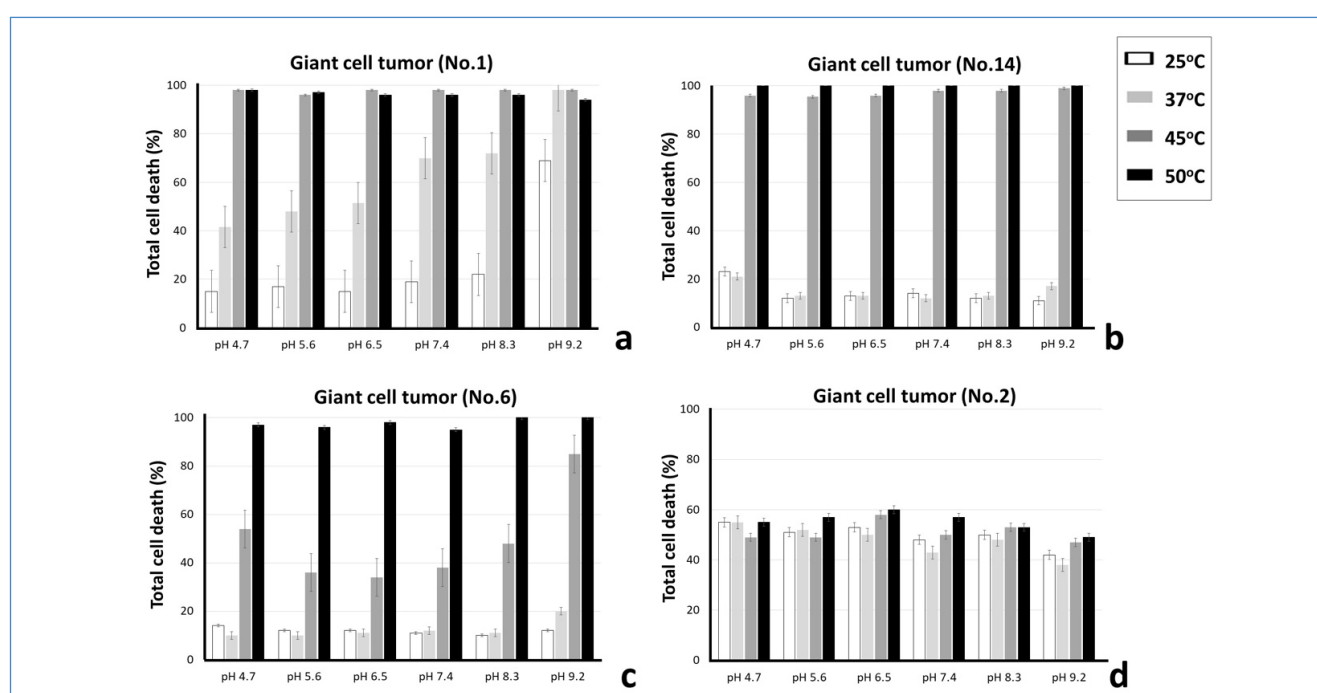 Giant cell tumor (No.1)
Total cell death (%)
100
80
60
40
20
0
pH 4.7 pH 5.6 pH 6.5 pH 7.4 pH 8.3 pH 9.2
a
Giant cell tumor (No.14)
Total cell death (%)
100
80
60
40
20
0
pH 4.7 pH 5.6 pH 6.5 pH 7.4 pH 8.3 pH 9.2
b
25°C
37°C
45°C
50°C
Giant cell tumor (No.6)
Total cell death (%)
100
80
60
40
20
0
pH 4.7 pH 5.6 pH 6.5 pH 7.4 pH 8.3 pH 9.2
c
Giant cell tumor (No.2)
Total cell death (%)
100
80
60
40
20
0
pH 4.7 pH 5.6 pH 6.5 pH 7.4 pH 8.3 pH 9.2
d